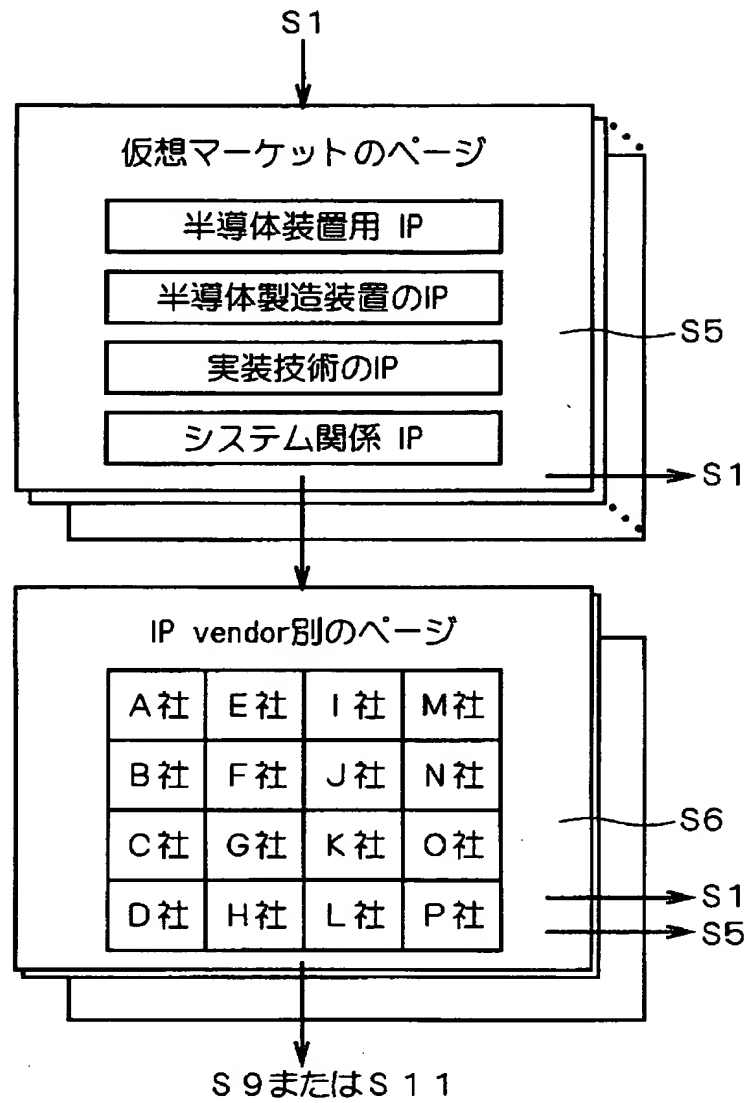 S1
仮想マーケットのページ
半導体装置用 IP
半導体製造装置のIP
S5
実装技術のIP
システム関係 IP
S1
IP vendor別のページ
A社 E社 I社 M社
B社 F社 J社 N社
S6
C社 G社 K社 O社
S1
D社 H社 L社 P社
S5
S9またはS11